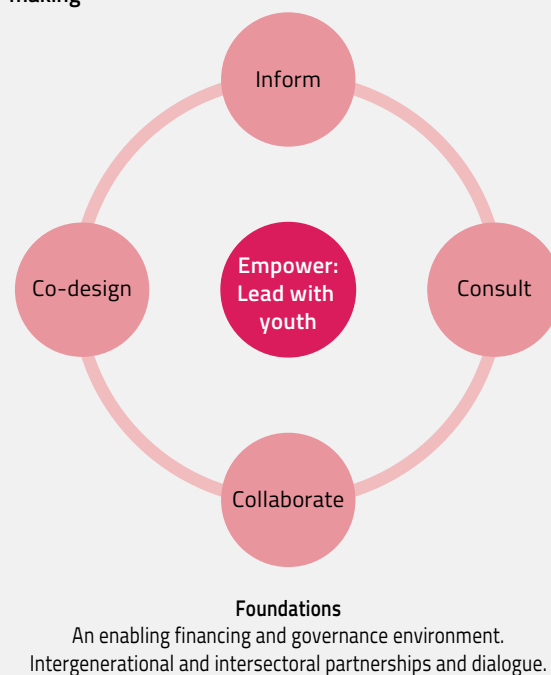 making
Inform
Empower:
Lead with
youth
Co-design
Consult
Collaborate
Foundations
An enabling financing and governance environment.
Intergenerational and intersectoral partnerships and dialogue.